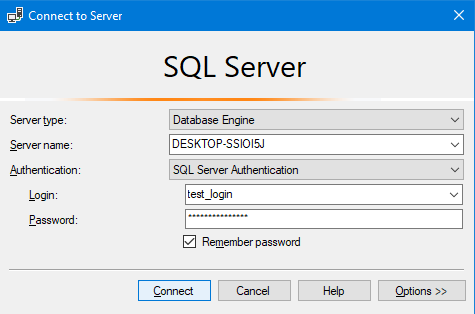 Connect to Server
SQL Server
Server type: Database Engine
Server name: DESKTOP-SSIOI5J
Authentication: SQL Server Authentication
Login: test_login
Password: ***************
Remember password
Connect Cancel Help Options >>